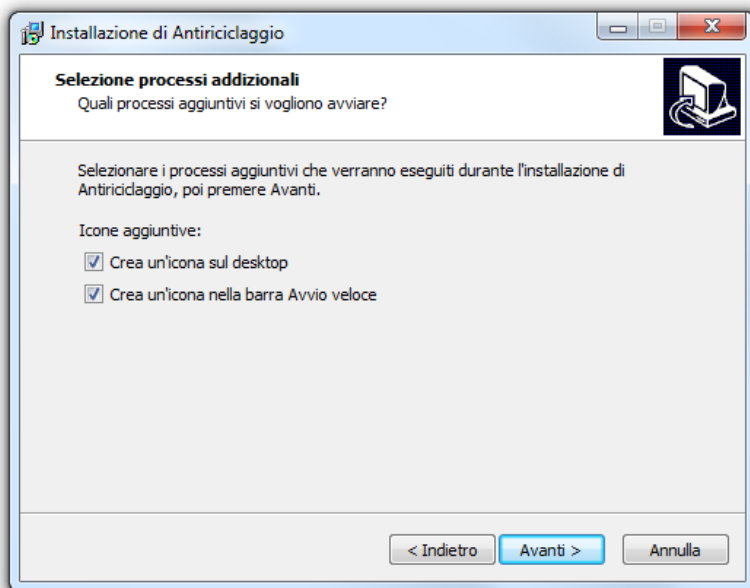 Installazione di Antiriciclaggio
Selezione processi addizionali
Quali processi aggiuntivi si vogliono avviare?
Selezionare i processi aggiuntivi che verranno eseguiti durante l'installazione di
Antiriciclaggio, poi premere Avanti.
Icone aggiuntive:
Crea un'icona sul desktop
Crea un'icona nella barra Avvio veloce
< Indietro Avanti > Annulla